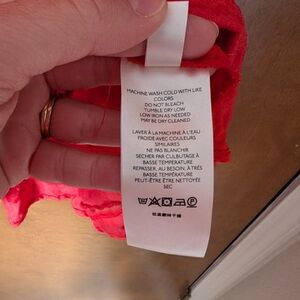 MACHINE WASH COLD WITH LIKE
COLORS
DO NOT BLEACH
TUMBLE DRY LOW
LOW IRON AS NEEDED
MAY BE DRY CLEANED
LAVER À LA MACHINE À L'EAU
FROIDE AVEC COULEURS
SIMILAIRES
NE PAS BLANCHIR
SÉCHER PAR CULBUTAGE À
BASSE TEMPÉRATURE
REPASSER, AU BESOIN, À TRÈS
BASSE TEMPÉRATURE
PEUT-ÊTRE ÊTRE NETTOYÉE
SEC